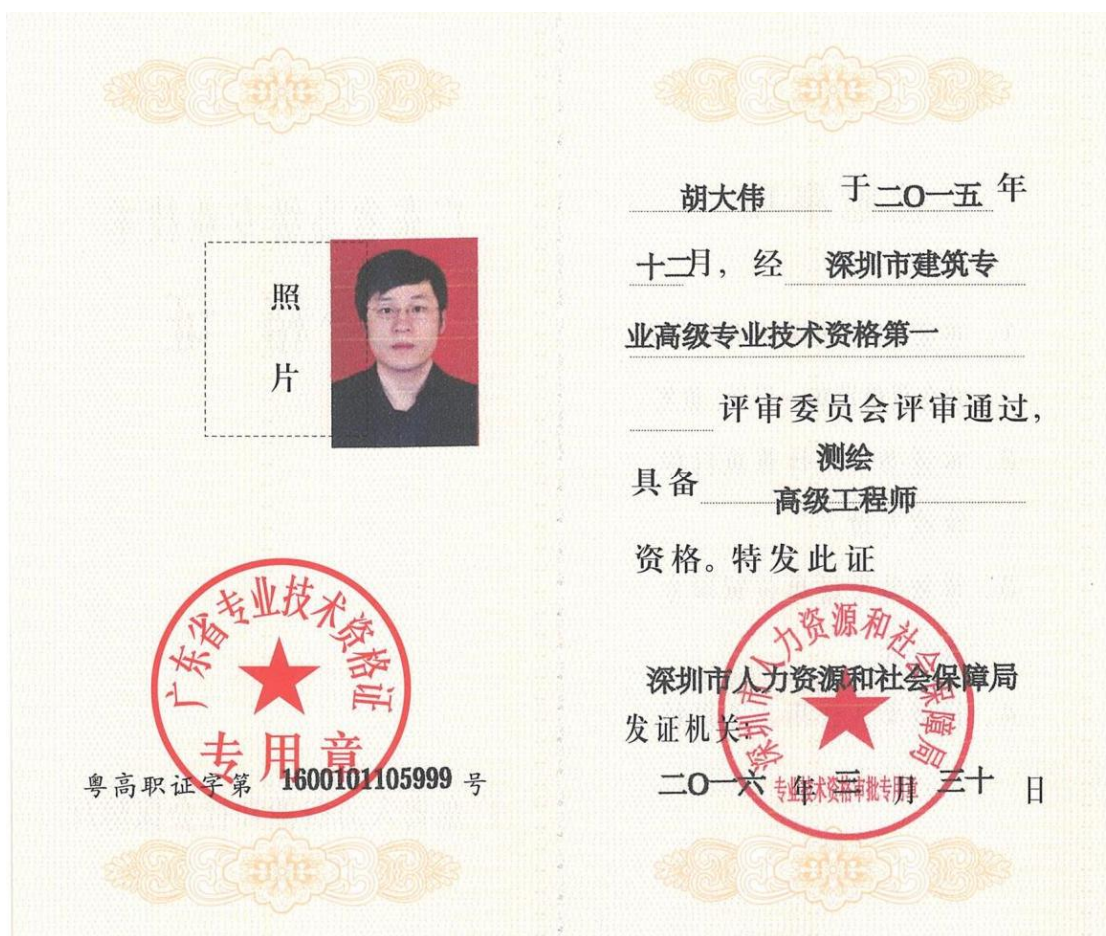 照
片
广东省专业技术资格证
专用章
粤高职证字第 1600101105999 号
胡大伟 于二〇一五年
十二月，经 深圳市建筑专
业高级专业技术资格第一
评审委员会评审通过，
测绘
具备 高级工程师
资格。特发此证
深圳市人力资源和社会保障局
深圳市人力资源和社会保障局
发证机关：
专业技术资格审批专用章
二〇一六年三月三十日